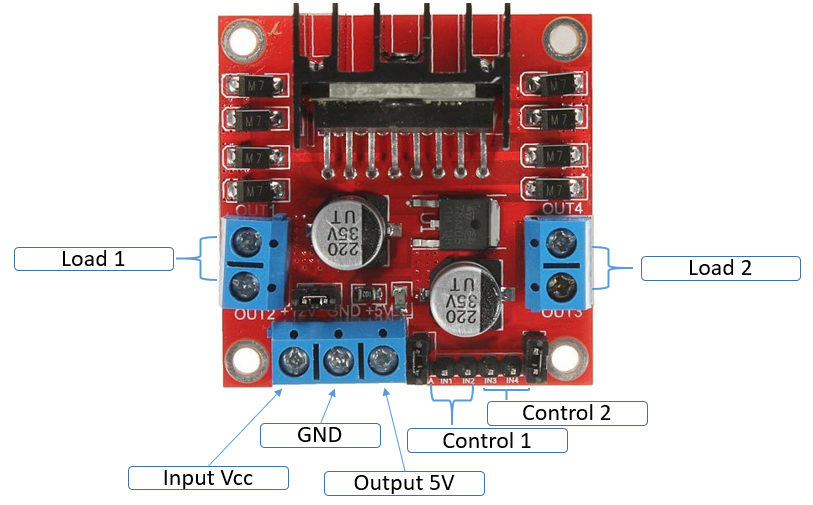 M7
M7
M7
M7
M7
M7
M7
M7
OUT1
OUT4
U1
220
35V
UT
220
35V
UT
Load 1
Load 2
OUT2
+12V
GND
+5V
OUT3
A
IN1
IN2
IN3
IN4
Control 2
GND
Control 1
Input Vcc
Output 5V